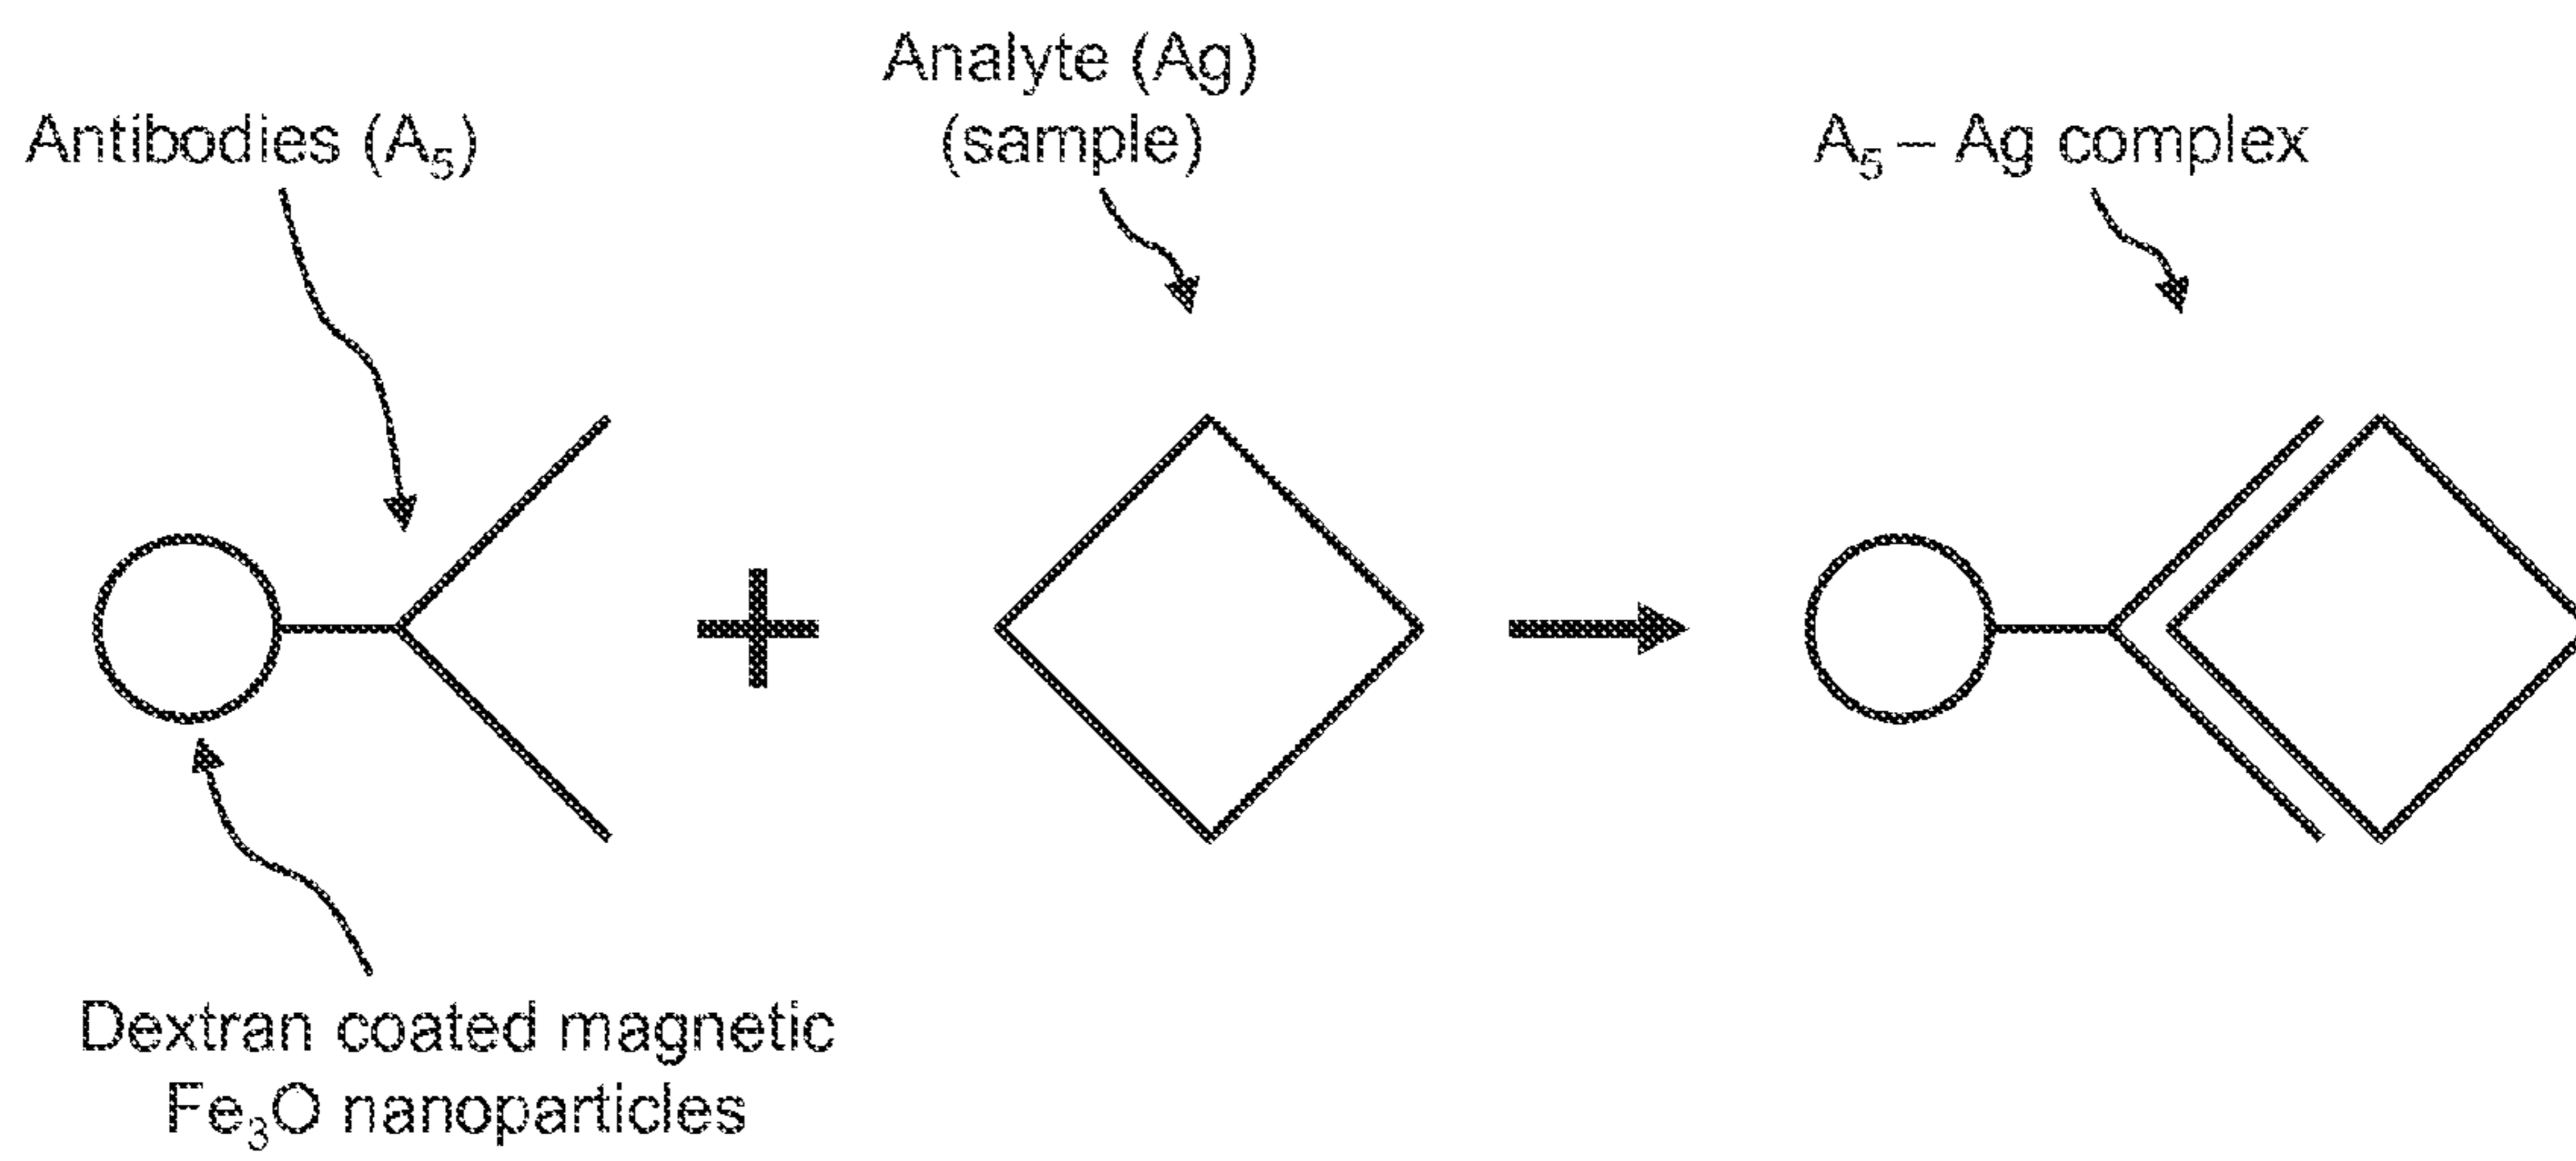 Antibodies (A₅)
Analyte (Ag)
(sample)
A₅ – Ag complex
Dextran coated magnetic
Fe₃O nanoparticles